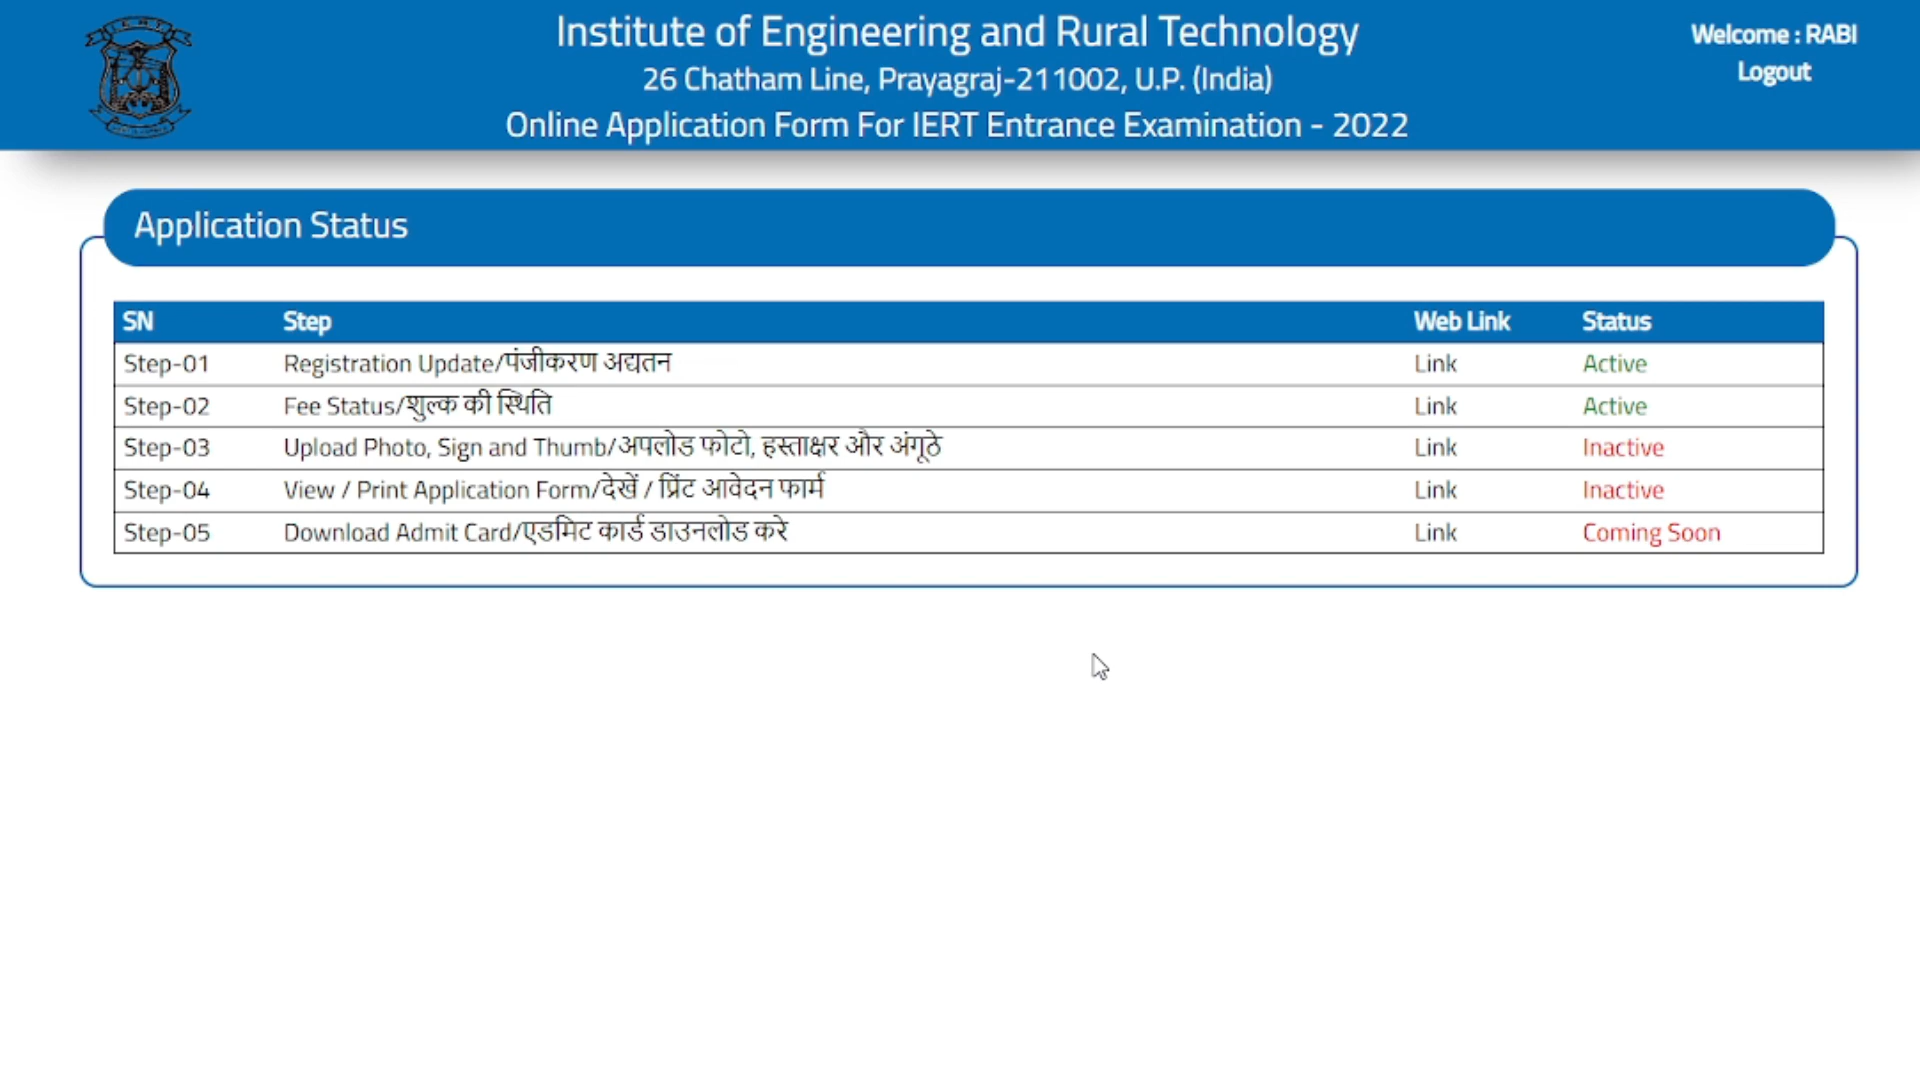 Institute of Engineering and Rural Technology
26 Chatham Line, Prayagraj-211002, U.P. (India)
Online Application Form For IERT Entrance Examination - 2022
Welcome : RABI
Logout
Application Status
SN Step Web Link Status
Step-01 Registration Update/पंजीकरण अद्यतन Link Active
Step-02 Fee Status/शुल्क की स्थिति Link Active
Step-03 Upload Photo, Sign and Thumb/अपलोड फोटो, हस्ताक्षर और अंगूठे Link Inactive
Step-04 View / Print Application Form/देखें / प्रिंट आवेदन फार्म Link Inactive
Step-05 Download Admit Card/एडमिट कार्ड डाउनलोड करे Link Coming Soon